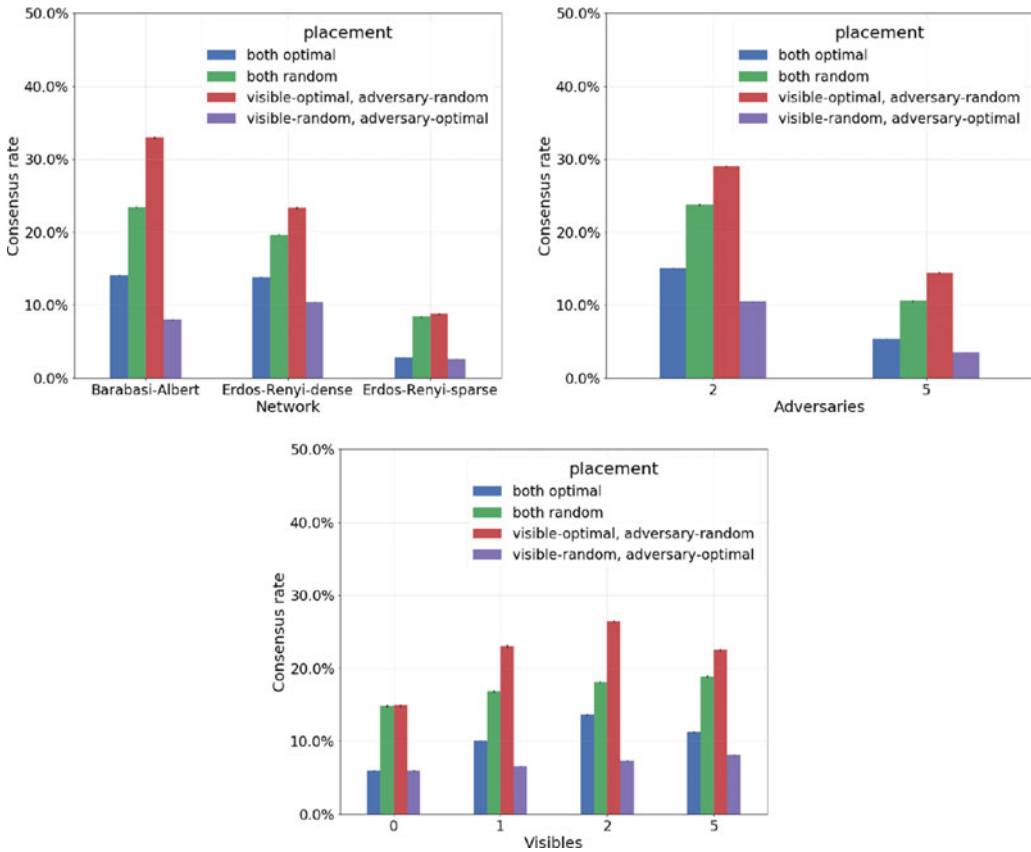 50.0%
40.0%
30.0%
20.0%
10.0%
0.0%
Consensus rate
placement
both optimal
both random
visible-optimal, adversary-random
visible-random, adversary-optimal
Barabasi-Albert Erdos-Renyi-dense Erdos-Renyi-sparse
Network
50.0%
40.0%
30.0%
20.0%
10.0%
0.0%
Consensus rate
placement
both optimal
both random
visible-optimal, adversary-random
visible-random, adversary-optimal
2 5
Adversaries
50.0%
40.0%
30.0%
20.0%
10.0%
0.0%
Consensus rate
placement
both optimal
both random
visible-optimal, adversary-random
visible-random, adversary-optimal
0 1 2 5
Visibles